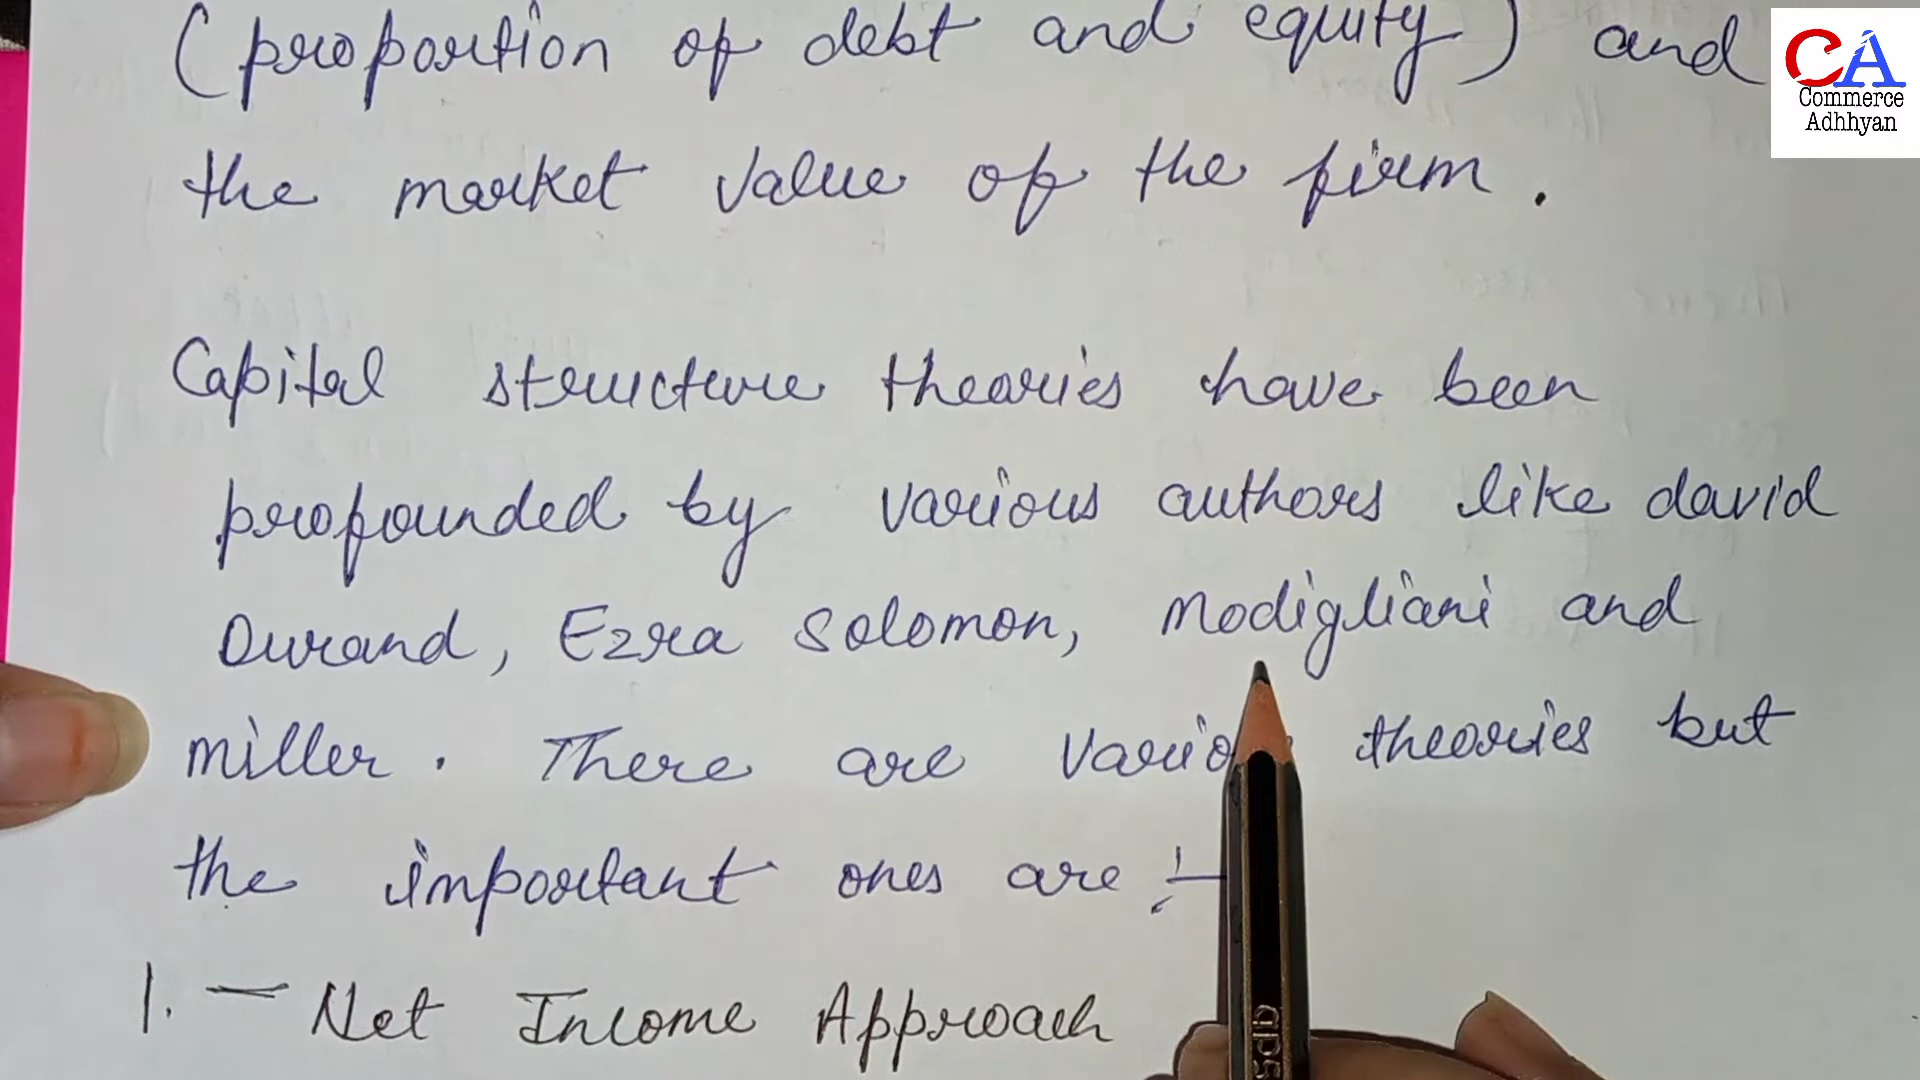 (proportion of debt and equity) and
the market value of the firm.
Capital structure theories have been
profounded by various authors like david
Durand, Ezra Solomon, Modigliani and
miller. There are theories but
the important ones are :-
1. — Net Income Approach
CA
Commerce
Adhhyan